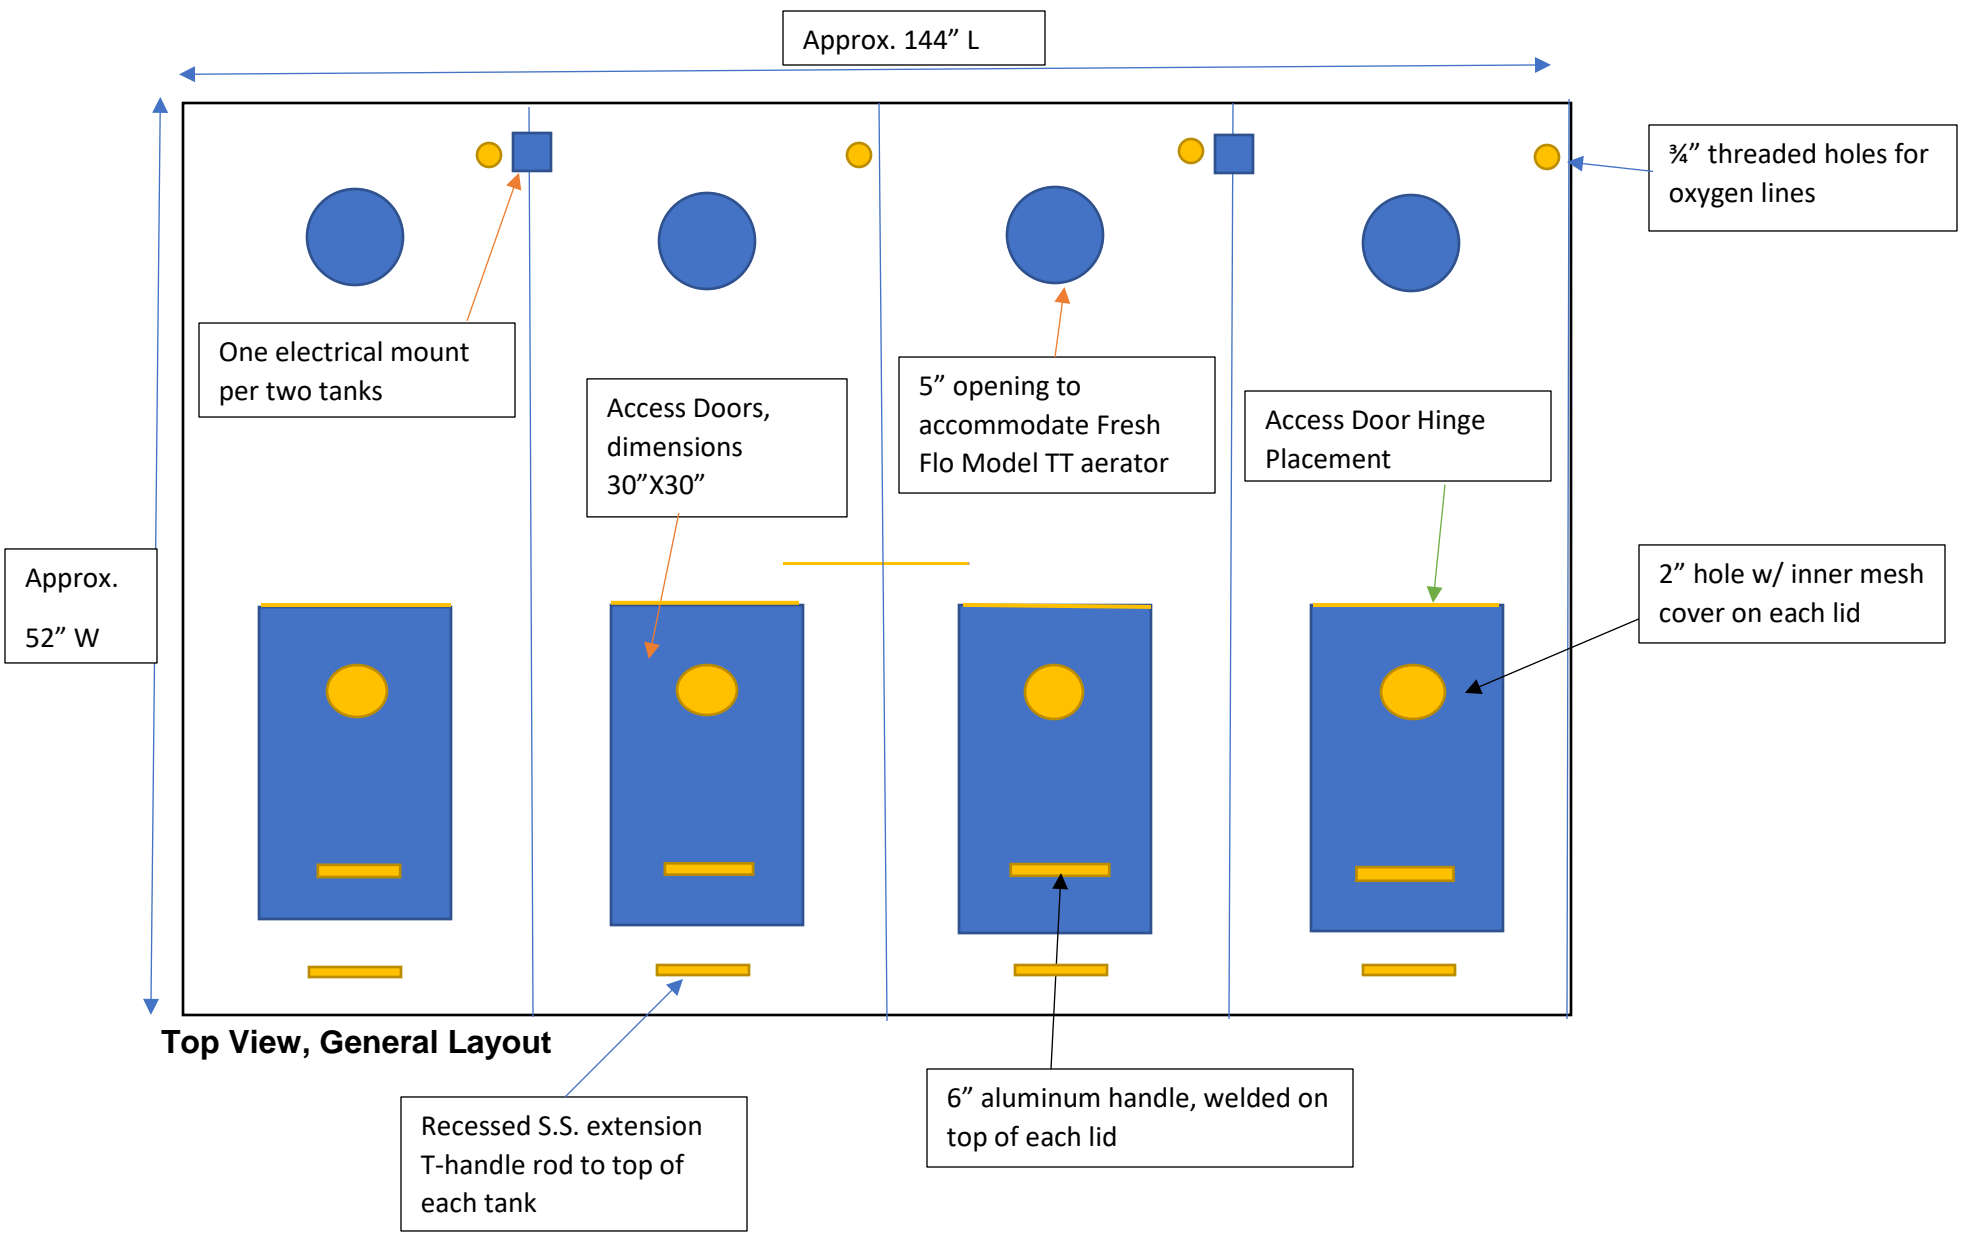 Approx. 144” L
¾” threaded holes for
oxygen lines
One electrical mount
per two tanks
Access Doors,
dimensions
30”X30”
5” opening to
accommodate Fresh
Flo Model TT aerator
Access Door Hinge
Placement
Approx.
52” W
2” hole w/ inner mesh
cover on each lid
Top View, General Layout
Recessed S.S. extension
T-handle rod to top of
each tank
6” aluminum handle, welded on
top of each lid